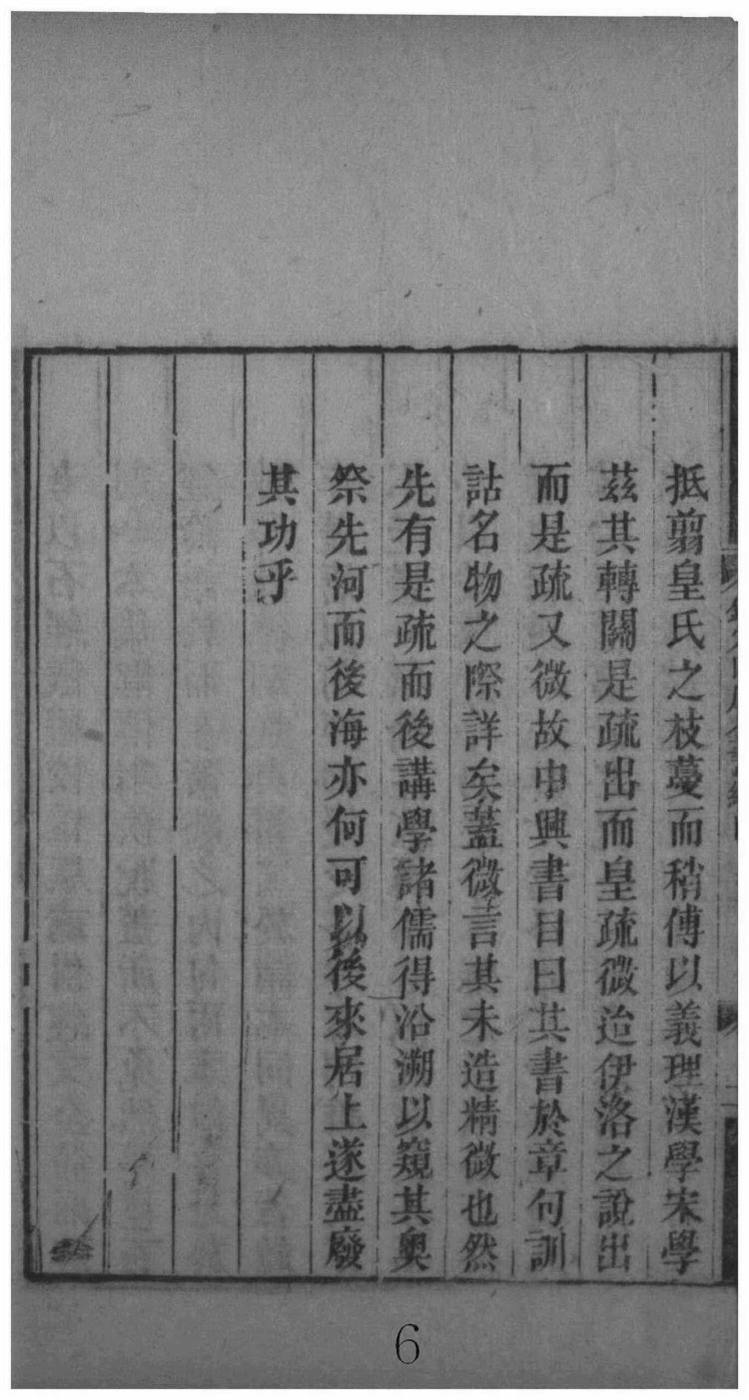 抵翦皇氏之枝蔓而稍傅以義理漢學宋學
茲其轉關是疏出而皇疏微迨伊洛之說出
而是疏又微故中興書目曰其書於章句訓
詁名物之際詳矣蓋微言其未造精微也然
先有是疏而後講學諸儒得沿溯以窺其奧
祭先河而後海亦何可以後來居上遂盡廢
其功乎
6